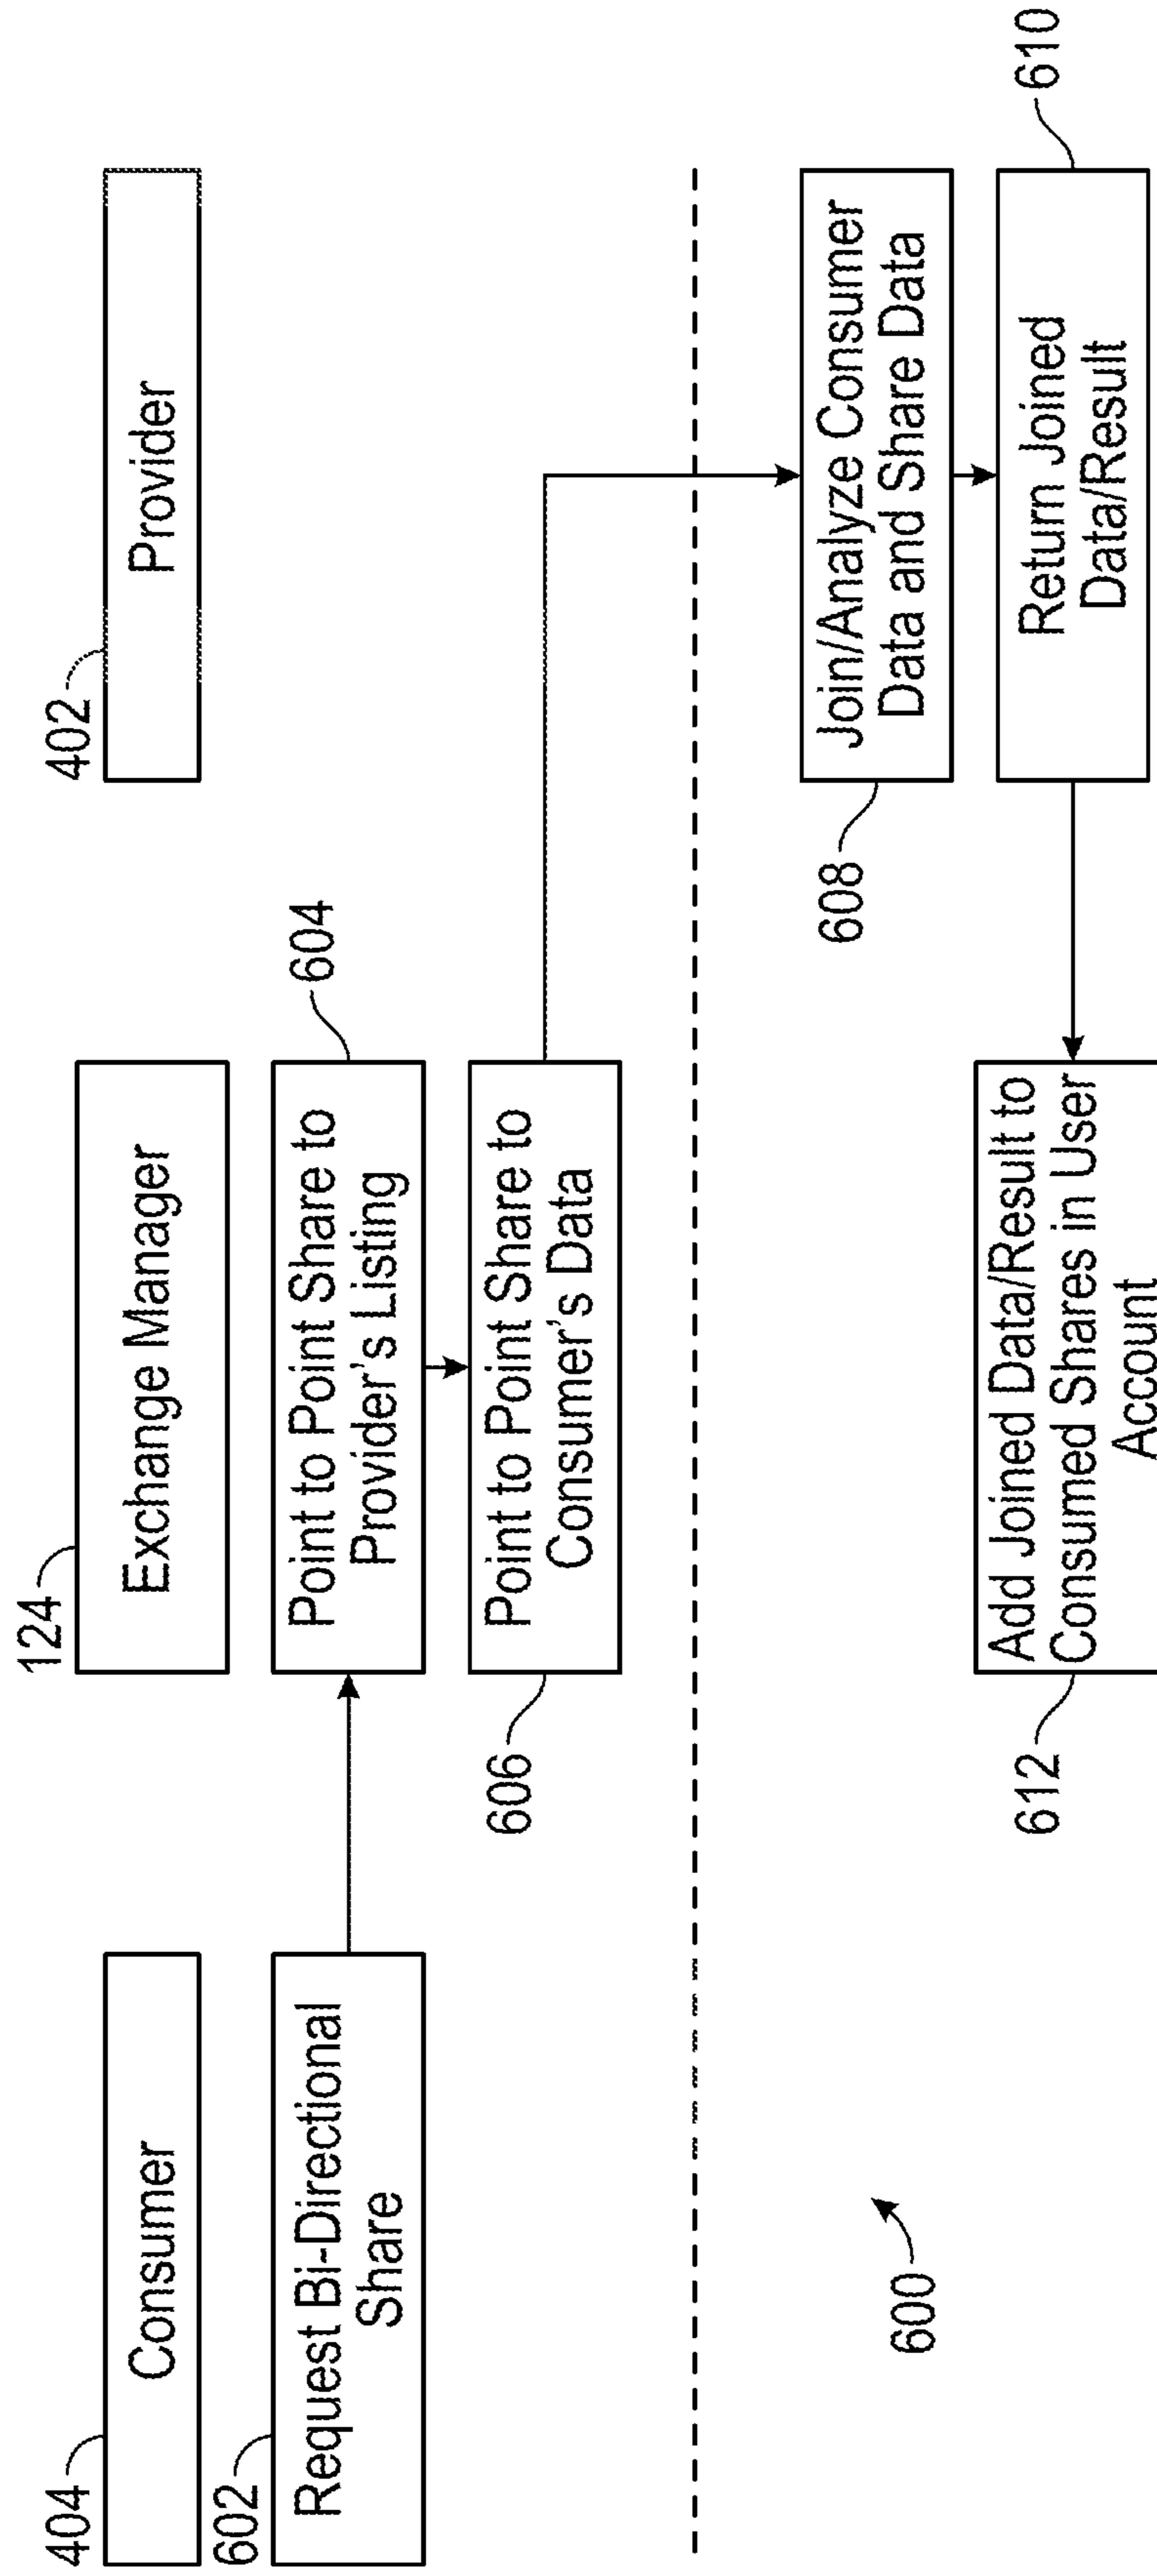 404
Consumer
124
Exchange Manager
402
Provider
602
Request Bi-Directional
Share
Point to Point Share to
Provider's Listing
604
606
Point to Point Share to
Consumer's Data
608
Join/Analyze Consumer
Data and Share Data
Return Joined
Data/Result
610
612
Add Joined Data/Result to
Consumed Shares in User
Account
600